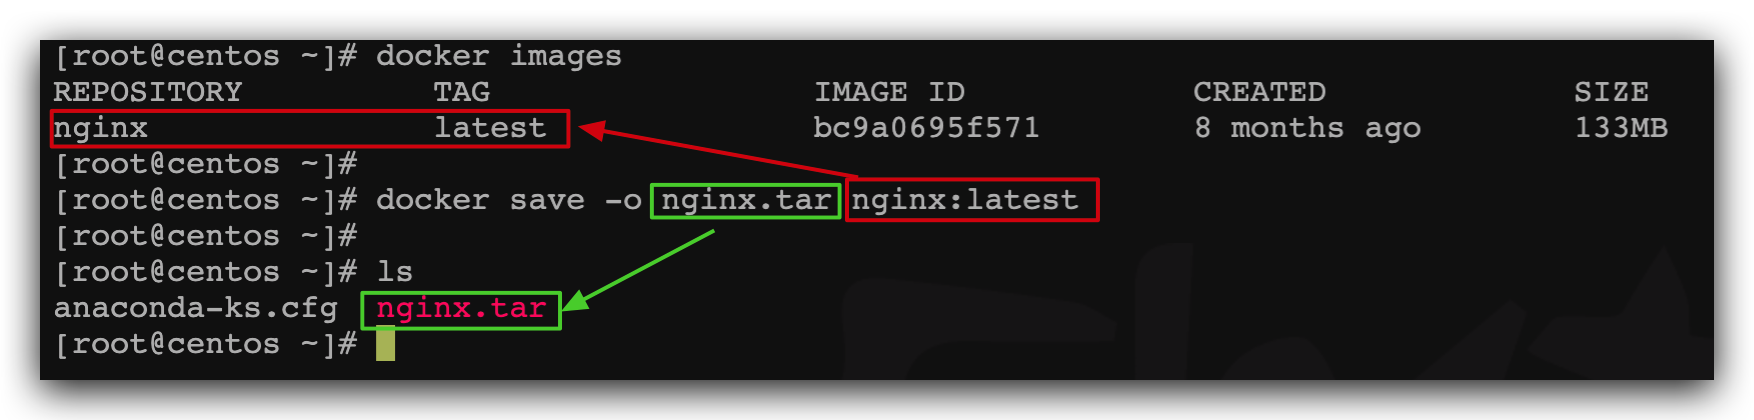 [root@centos ~]# docker images
REPOSITORY TAG IMAGE ID CREATED SIZE
nginx latest bc9a0695f571 8 months ago 133MB
[root@centos ~]#
[root@centos ~]# docker save -o nginx.tar nginx:latest
[root@centos ~]#
[root@centos ~]# ls
anaconda-ks.cfg nginx.tar
[root@centos ~]#